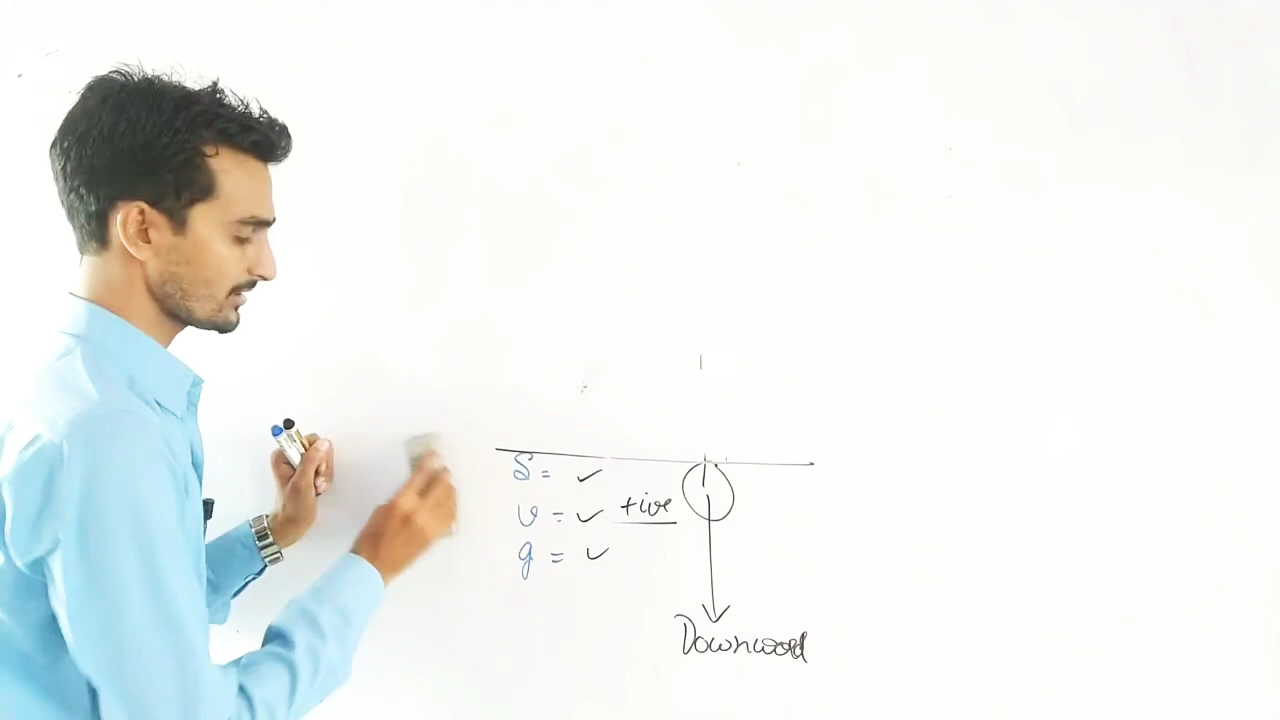 S = ✓
v = ✓ +ive
g = ✓
Downward